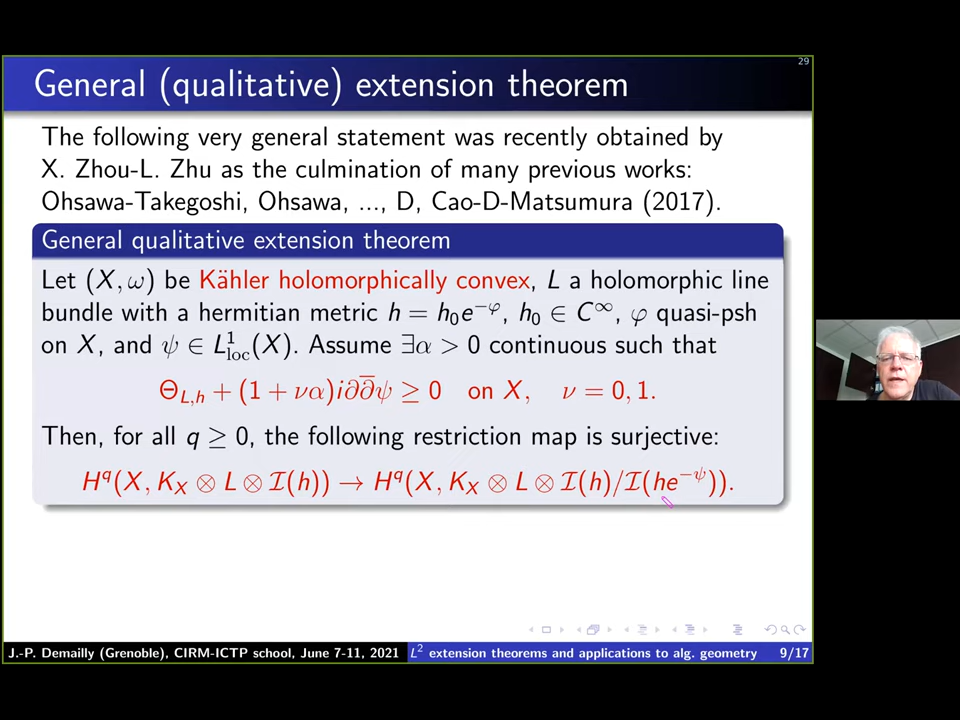 29
General (qualitative) extension theorem
The following very general statement was recently obtained by
X. Zhou-L. Zhu as the culmination of many previous works:
Ohsawa-Takegoshi, Ohsawa, ..., D, Cao-D-Matsumura (2017).
General qualitative extension theorem
Let (X, ω) be Kähler holomorphically convex, L a holomorphic line
bundle with a hermitian metric h = h₀e^{−φ}, h₀ ∈ C^∞, φ quasi-psh
on X, and ψ ∈ L¹_loc(X). Assume ∃α > 0 continuous such that
Θ_{L,h} + (1 + να)i∂∂̄ψ ≥ 0 on X, ν = 0, 1.
Then, for all q ≥ 0, the following restriction map is surjective:
H^q(X, K_X ⊗ L ⊗ I(h)) → H^q(X, K_X ⊗ L ⊗ I(h)/I(he^{−ψ})).
J.-P. Demailly (Grenoble), CIRM-ICTP school, June 7-11, 2021 L² extension theorems and applications to alg. geometry 9/17